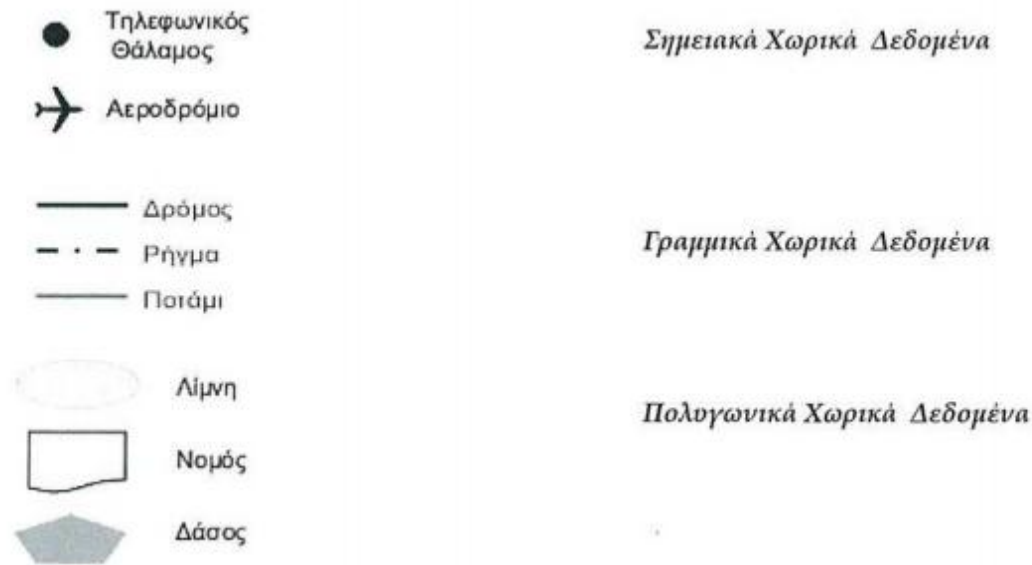 Τηλεφωνικός
Θάλαμος
Σημειακά Χωρικά Δεδομένα
Αεροδρόμιο
Δρόμος
Ρήγμα
Γραμμικά Χωρικά Δεδομένα
Ποτάμι
Λίμνη
Πολυγωνικά Χωρικά Δεδομένα
Νομός
Δάσος